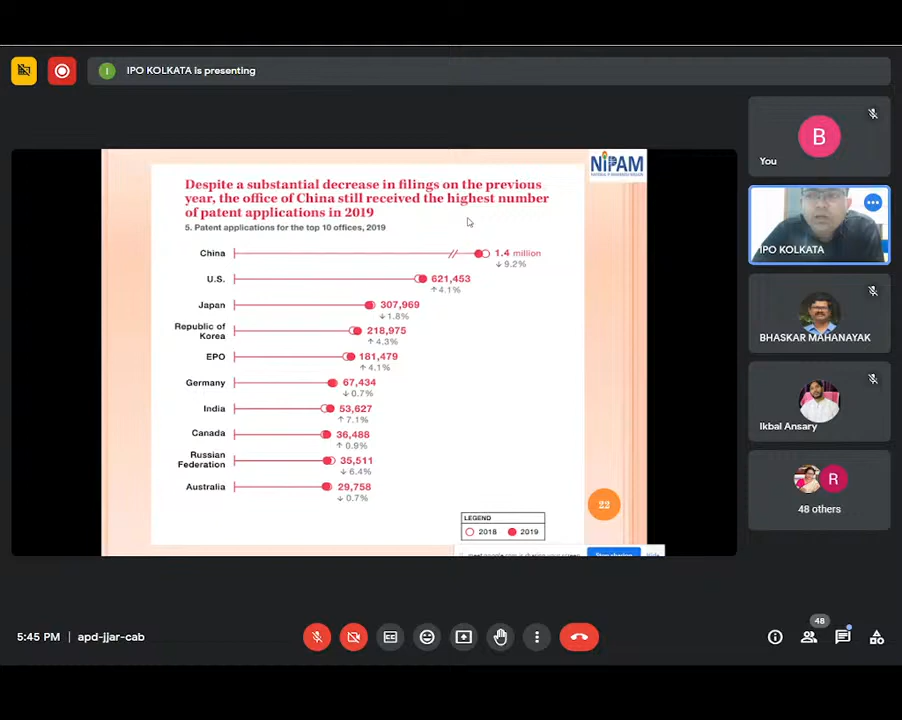 I
IPO KOLKATA is presenting
NIPAM
Despite a substantial decrease in filings on the previous
year, the office of China still received the highest number
of patent applications in 2019
5. Patent applications for the top 10 offices, 2019
China
1.4 million
↓ 9.2%
U.S.
621,453
↑ 4.1%
Japan
307,969
↓ 1.8%
Republic of
Korea
218,975
↑ 4.3%
EPO
181,479
↑ 4.1%
Germany
67,434
↓ 0.7%
India
53,627
↑ 7.1%
Canada
36,488
↑ 0.9%
Russian
Federation
35,511
↓ 6.4%
Australia
29,758
↓ 0.7%
22
LEGEND
2018 2019
Stop sharing
Hide
B
You
IPO KOLKATA
BHASKAR MAHANAYAK
Ikbal Ansary
R
48 others
5:45 PM | apd-jjar-cab
48